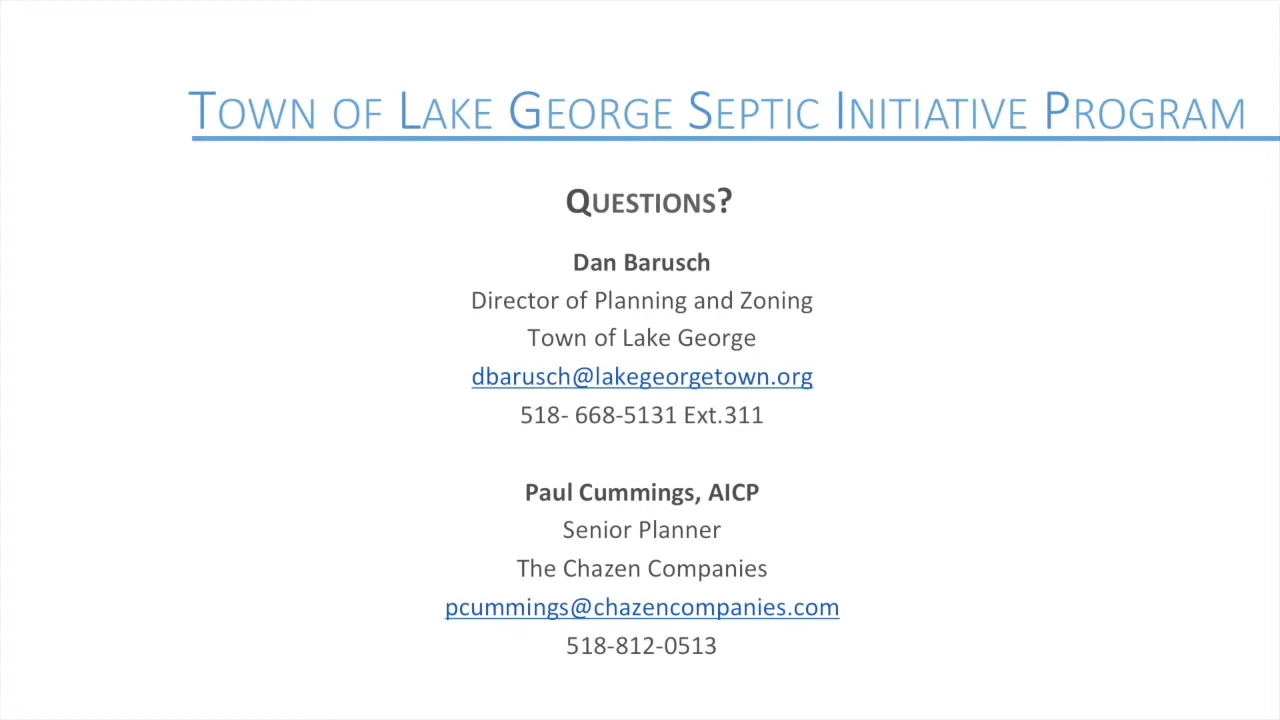 TOWN OF LAKE GEORGE SEPTIC INITIATIVE PROGRAM
QUESTIONS?
Dan Barusch
Director of Planning and Zoning
Town of Lake George
dbarusch@lakegeorgetown.org
518- 668-5131 Ext.311
Paul Cummings, AICP
Senior Planner
The Chazen Companies
pcummings@chazencompanies.com
518-812-0513